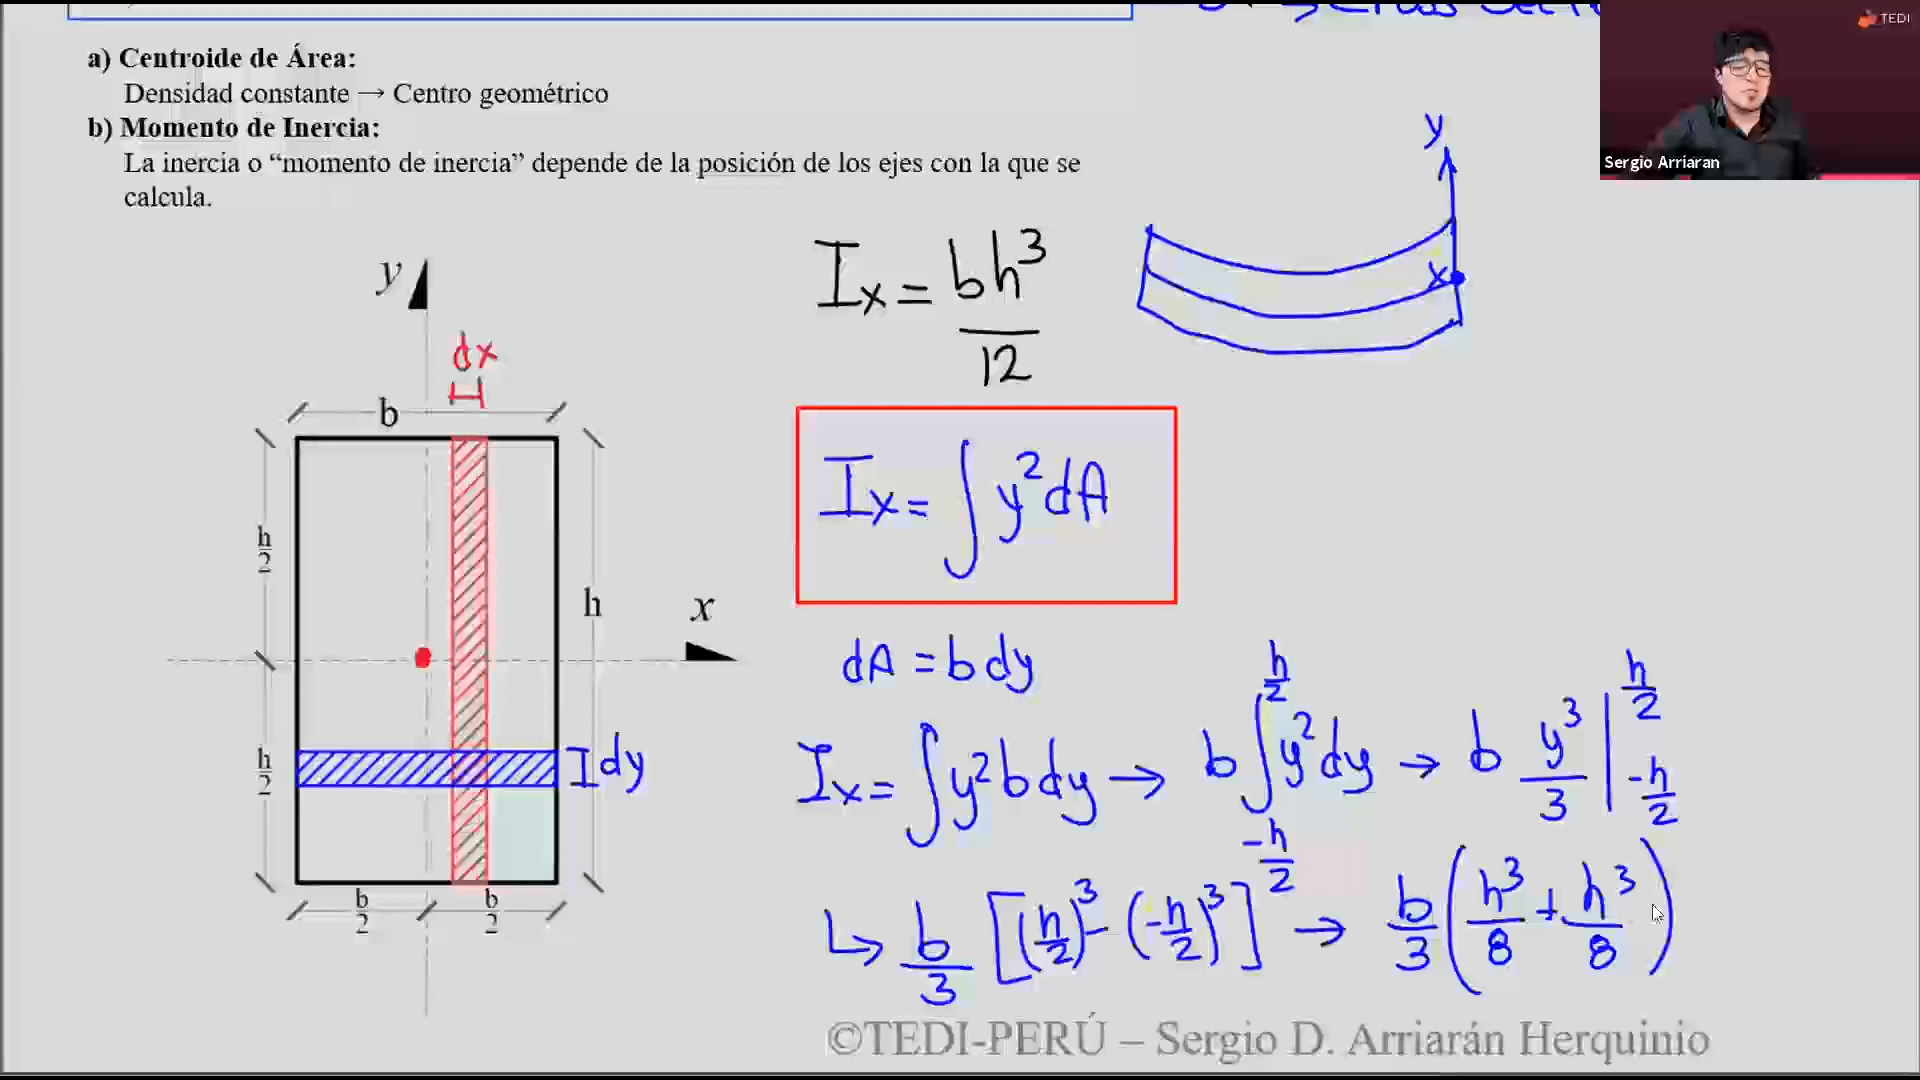 TEDI
Sergio Arriaran
a) Centroide de Área:
Densidad constante → Centro geométrico
b) Momento de Inercia:
La inercia o “momento de inercia” depende de la posición de los ejes con la que se
calcula.
y
dx
b
h/2
h
x
h/2
I dy
b/2 b/2
Ix = bh³/12
y
x
Ix = ∫ y² dA
dA = b dy
Ix = ∫ y² b dy → b ∫_{-h/2}^{h/2} y² dy → b y³/3 |_{-h/2}^{h/2}
↳ b/3 [(h/2)³ - (-h/2)³] → b/3 (h³/8 + h³/8)
©TEDI-PERÚ – Sergio D. Arriarán Herquinio